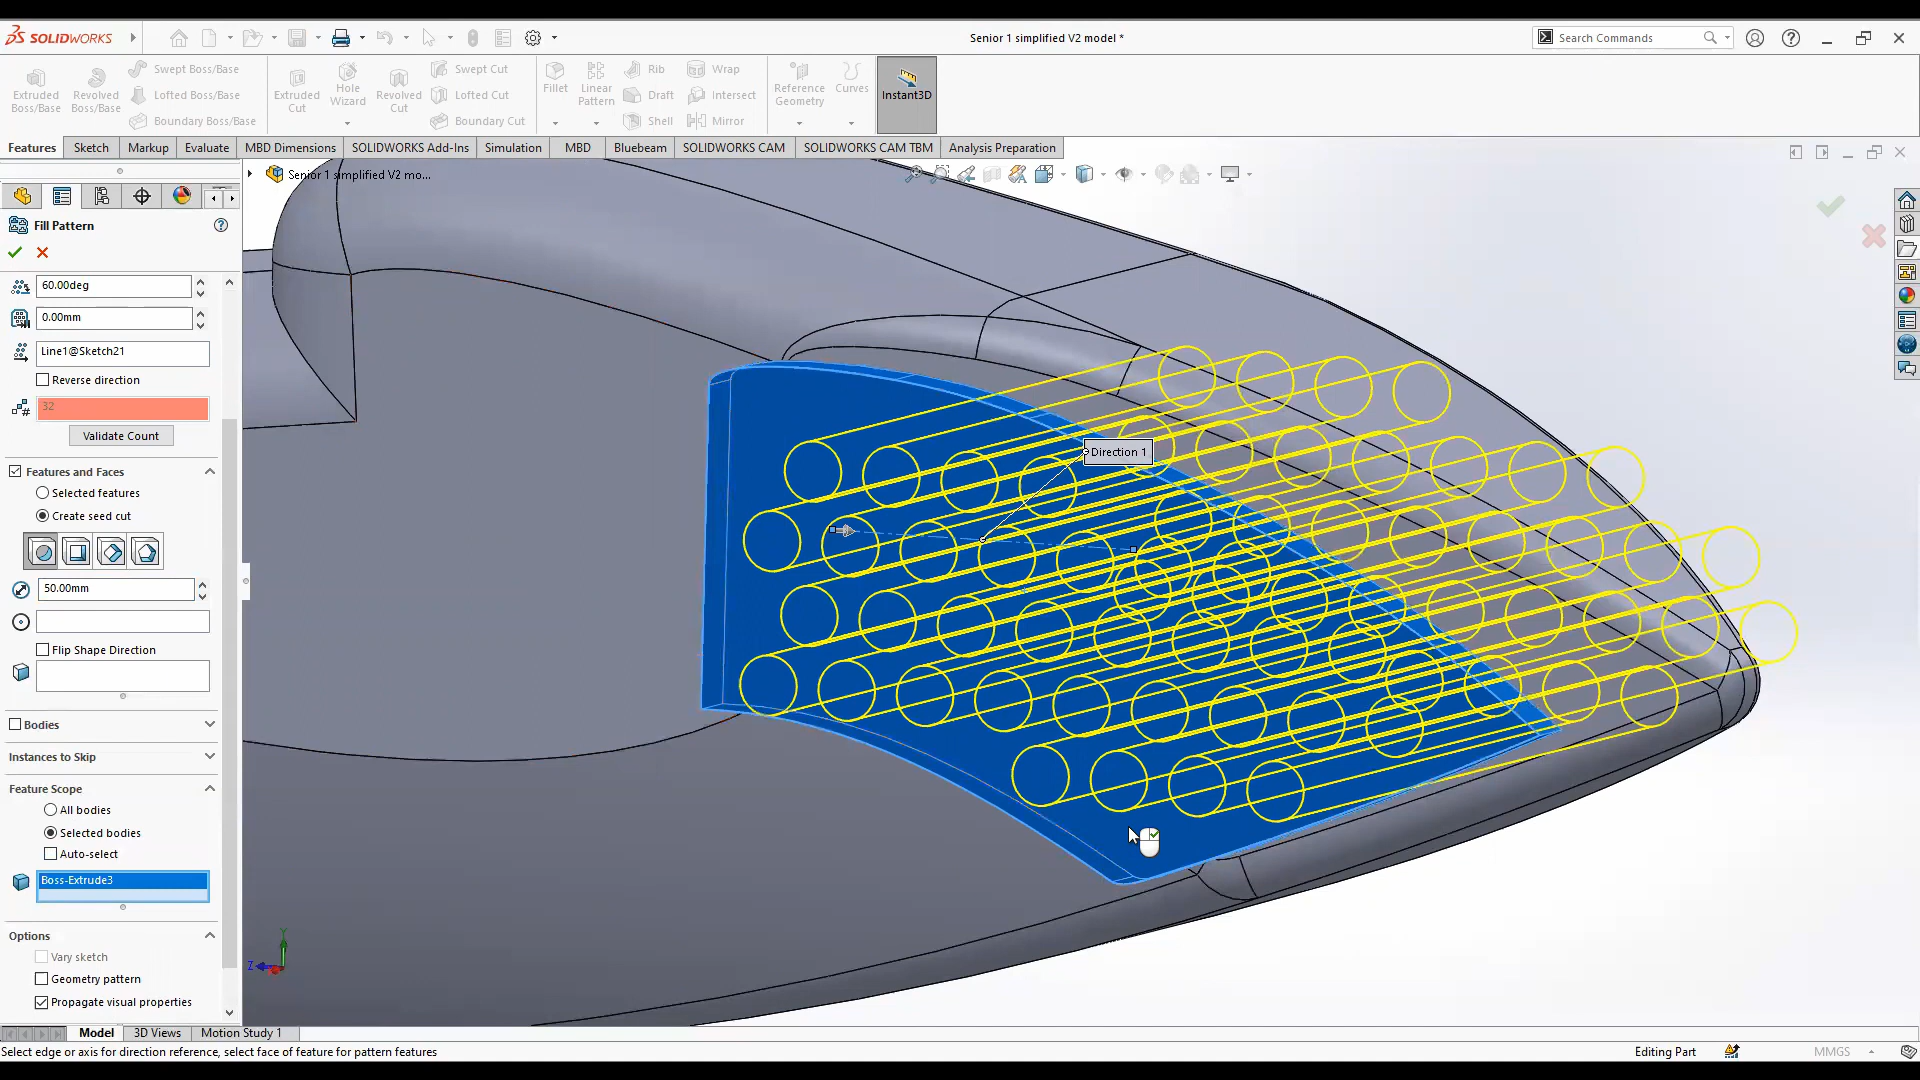 SOLIDWORKS
Senior 1 simplified V2 model *
Search Commands
Extruded Boss/Base
Revolved Boss/Base
Swept Boss/Base
Lofted Boss/Base
Boundary Boss/Base
Extruded Cut
Hole Wizard
Revolved Cut
Swept Cut
Lofted Cut
Boundary Cut
Fillet
Linear Pattern
Rib
Draft
Shell
Wrap
Intersect
Mirror
Reference Geometry
Curves
Instant3D
Features
Sketch
Markup
Evaluate
MBD Dimensions
SOLIDWORKS Add-Ins
Simulation
MBD
Bluebeam
SOLIDWORKS CAM
SOLIDWORKS CAM TBM
Analysis Preparation
Senior 1 simplified V2 mo...
Fill Pattern
60.00deg
0.00mm
Line1@Sketch21
Reverse direction
32
Validate Count
Features and Faces
Selected features
Create seed cut
50.00mm
Flip Shape Direction
Bodies
Instances to Skip
Feature Scope
All bodies
Selected bodies
Auto-select
Boss-Extrude3
Options
Vary sketch
Geometry pattern
Propagate visual properties
Direction 1
Y
Z
Model
3D Views
Motion Study 1
Select edge or axis for direction reference, select face of feature for pattern features
Editing Part
MMGS